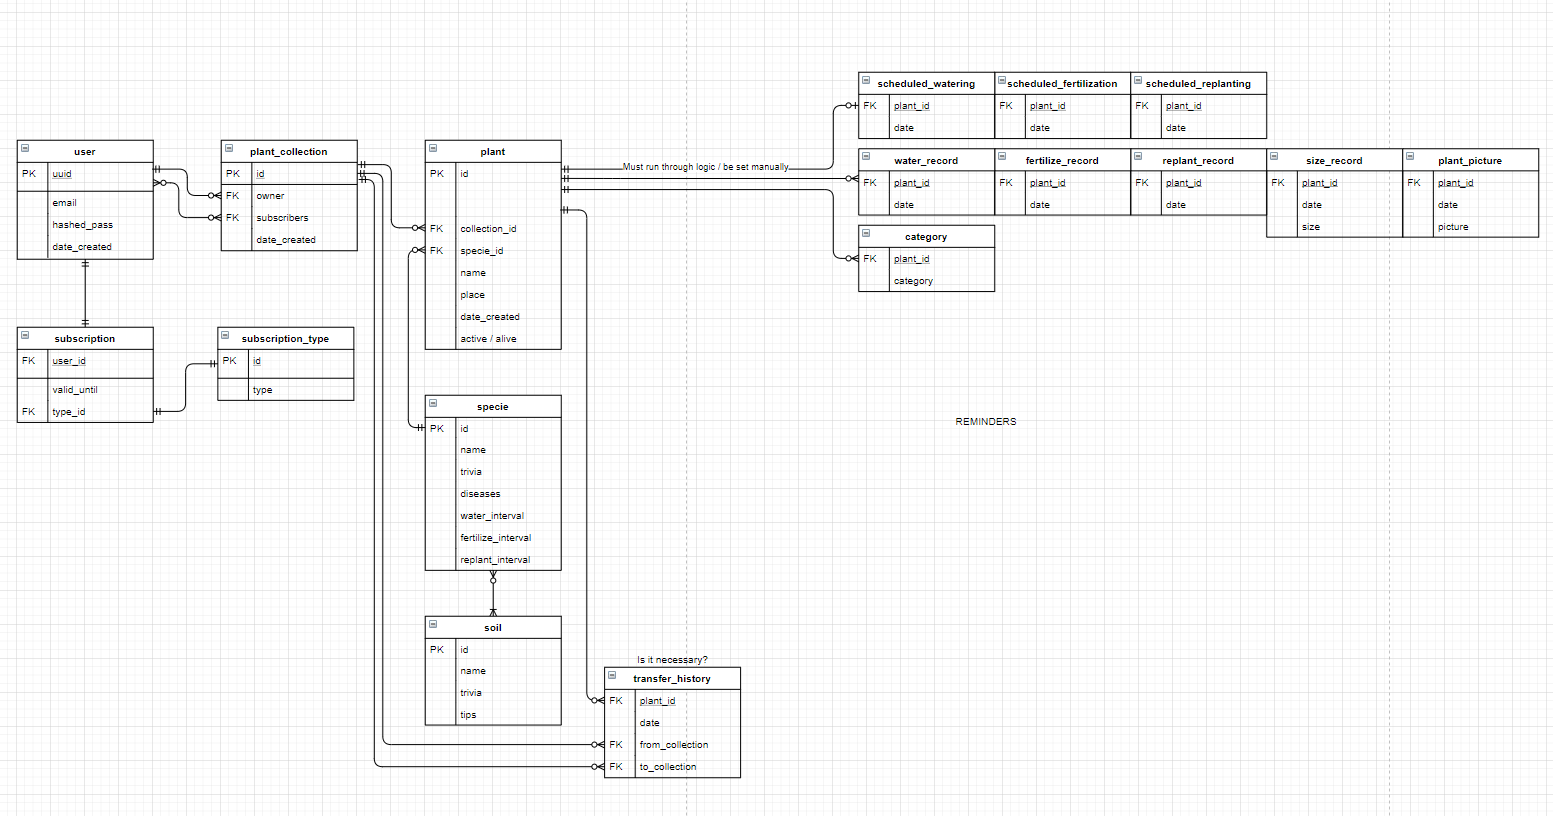 scheduled_watering
FK plant_id
date
scheduled_fertilization
FK plant_id
date
scheduled_replanting
FK plant_id
date
user
PK uuid
email
hashed_pass
date_created
plant_collection
PK id
FK owner
FK subscribers
date_created
plant
PK id
FK collection_id
FK specie_id
name
place
date_created
active / alive
Must run through logic / be set manually
water_record
FK plant_id
date
fertilize_record
FK plant_id
date
replant_record
FK plant_id
date
size_record
FK plant_id
date
size
plant_picture
FK plant_id
date
picture
category
FK plant_id
category
subscription
FK user_id
valid_until
FK type_id
subscription_type
PK id
type
specie
PK id
name
trivia
diseases
water_interval
fertilize_interval
replant_interval
REMINDERS
soil
PK id
name
trivia
tips
Is it necessary?
transfer_history
FK plant_id
date
FK from_collection
FK to_collection